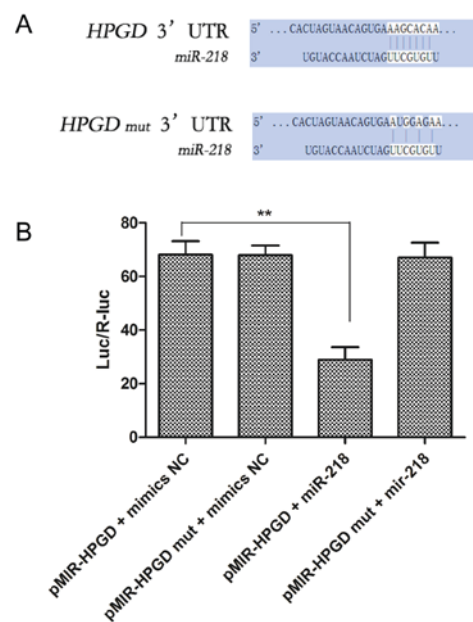 A
HPGD 3' UTR 5' ...CACUAGUAACAGUGAAAGCACAA...
miR-218 3' UGUACCAAUCUAGUUCGUGUU
HPGD mut 3' UTR 5' ...CACUAGUAACAGUGAAUGGAGAA...
miR-218 3' UGUACCAAUCUAGUUCGUGUU
B
**
Luc/R-luc
80
60
40
20
0
pMIR-HPGD + mimics NC
pMIR-HPGD mut + mimics NC
pMIR-HPGD + miR-218
pMIR-HPGD mut + mir-218